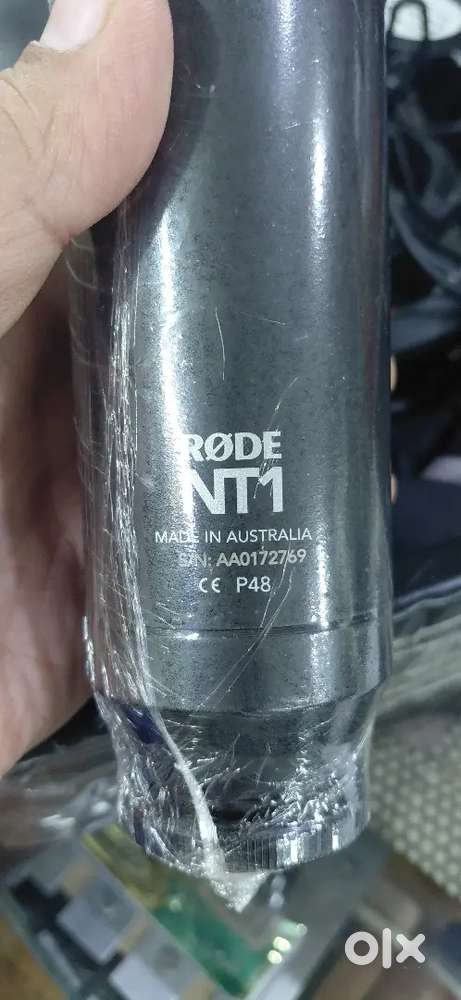 RØDE
NT1
MADE IN AUSTRALIA
S/N: AA0172769
CE P48
olx